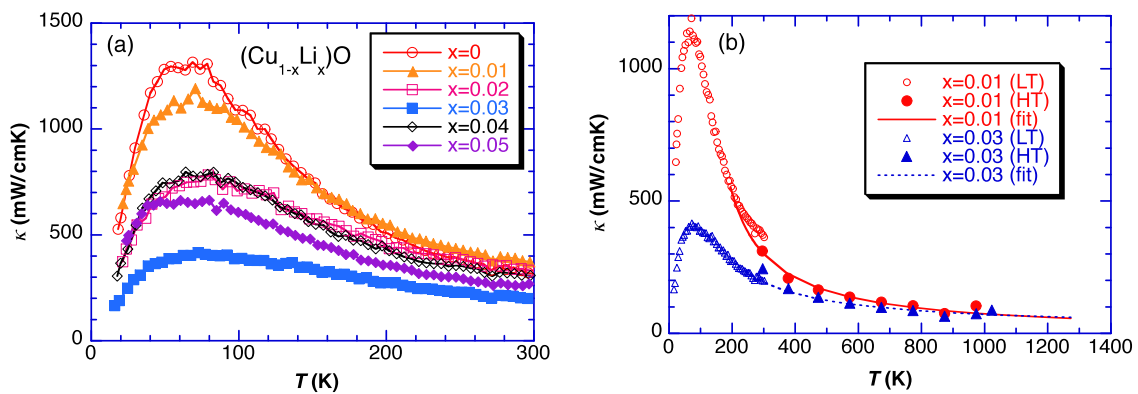 1500
1000
500
0
κ (mW/cmK)
(a)
(Cu1-xLix)O
x=0
x=0.01
x=0.02
x=0.03
x=0.04
x=0.05
0
100
200
300
T (K)
1000
500
0
κ (mW/cmK)
(b)
x=0.01 (LT)
x=0.01 (HT)
x=0.01 (fit)
x=0.03 (LT)
x=0.03 (HT)
x=0.03 (fit)
0
200
400
600
800
1000
1200
1400
T (K)